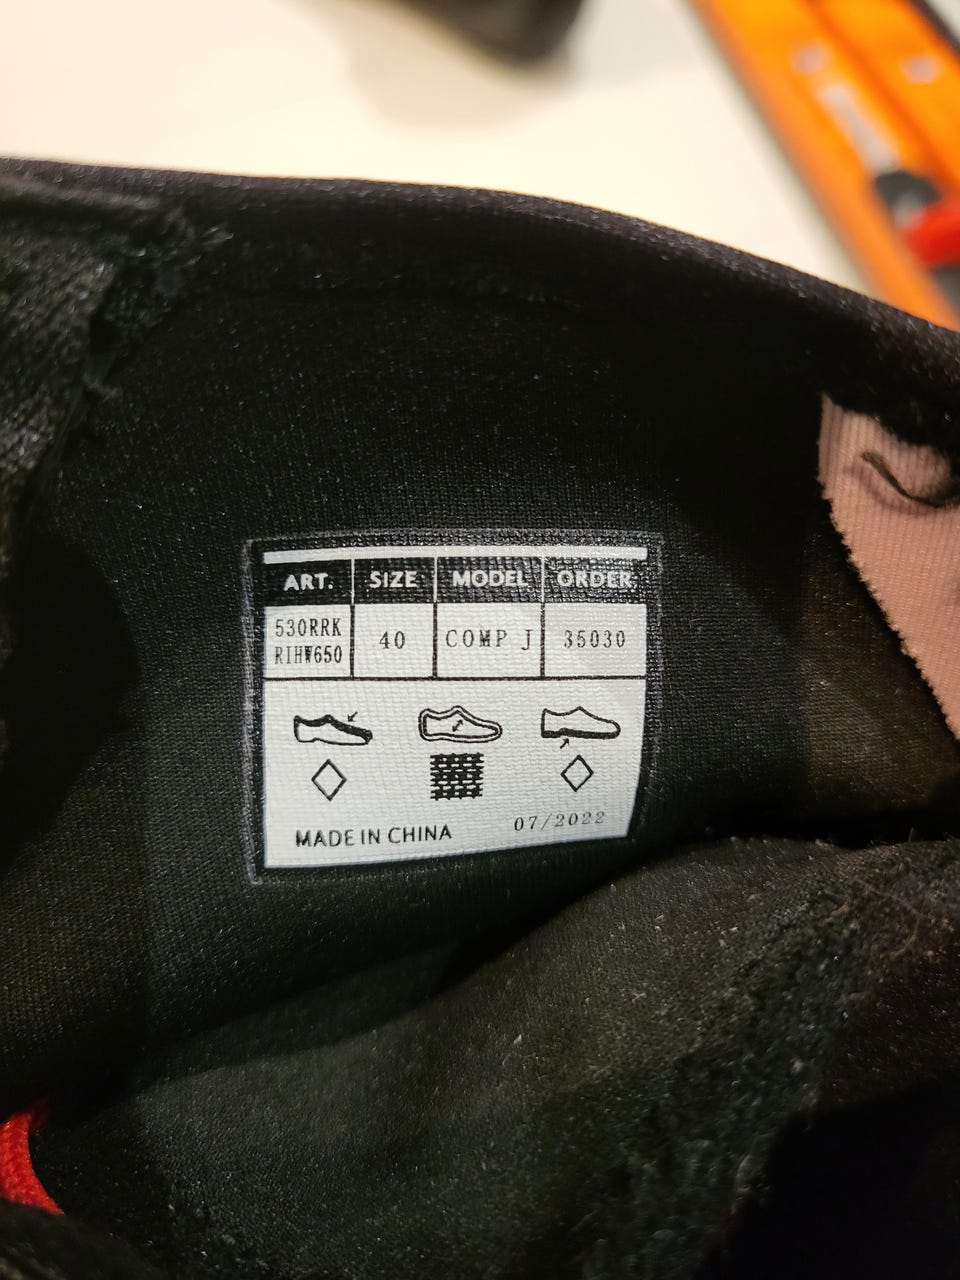 ART. SIZE MODEL ORDER
530RRK
RIHW650 40 COMP J 35030
MADE IN CHINA 07/2022